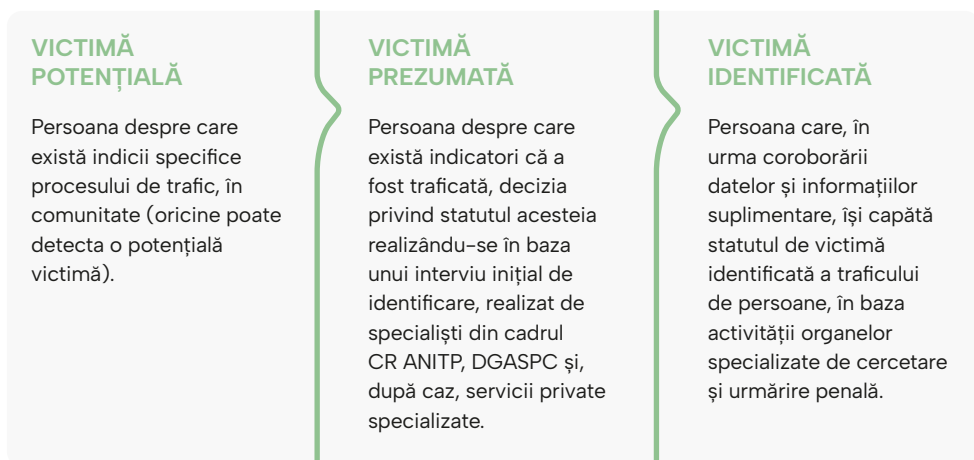 VICTIMĂ
POTENȚIALĂ
Persoana despre care
există indicii specifice
procesului de trafic, în
comunitate (oricine poate
detecta o potențială
victimă).
VICTIMĂ
PREZUMATĂ
Persoana despre care
există indicatori că a
fost traficată, decizia
privind statutul acesteia
realizându-se în baza
unui interviu inițial de
identificare, realizat de
specialiști din cadrul
CR ANITP, DGASPC și,
după caz, servicii private
specializate.
VICTIMĂ
IDENTIFICATĂ
Persoana care, în
urma coroborării
datelor și informațiilor
suplimentare, își capătă
statutul de victimă
identificată a traficului
de persoane, în baza
activității organelor
specializate de cercetare
și urmărire penală.